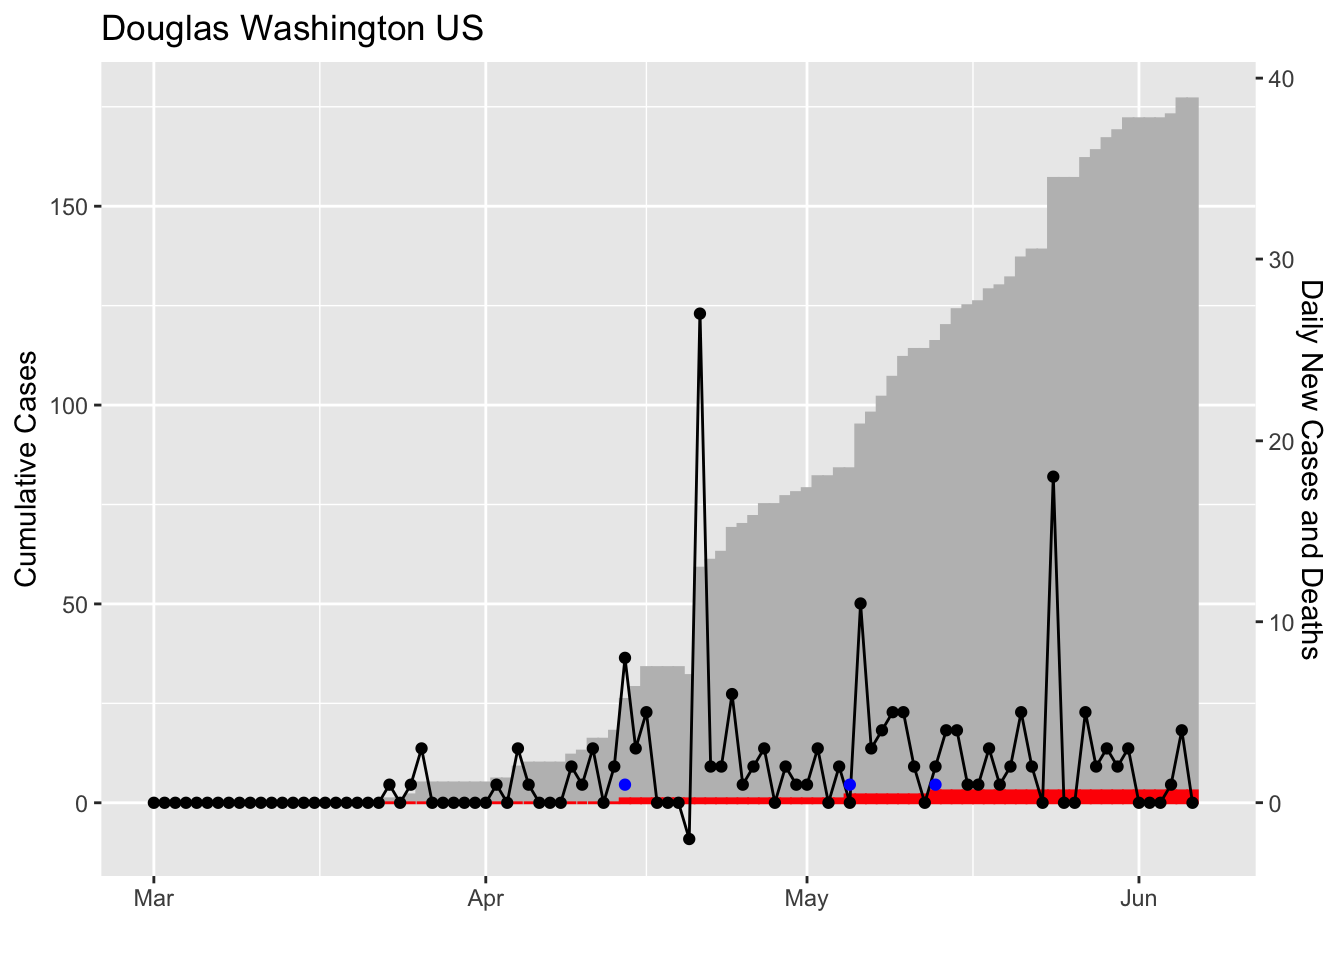 Douglas Washington US
Cumulative Cases
150
100
50
0
40
30
20
10
0
Daily New Cases and Deaths
Mar
Apr
May
Jun